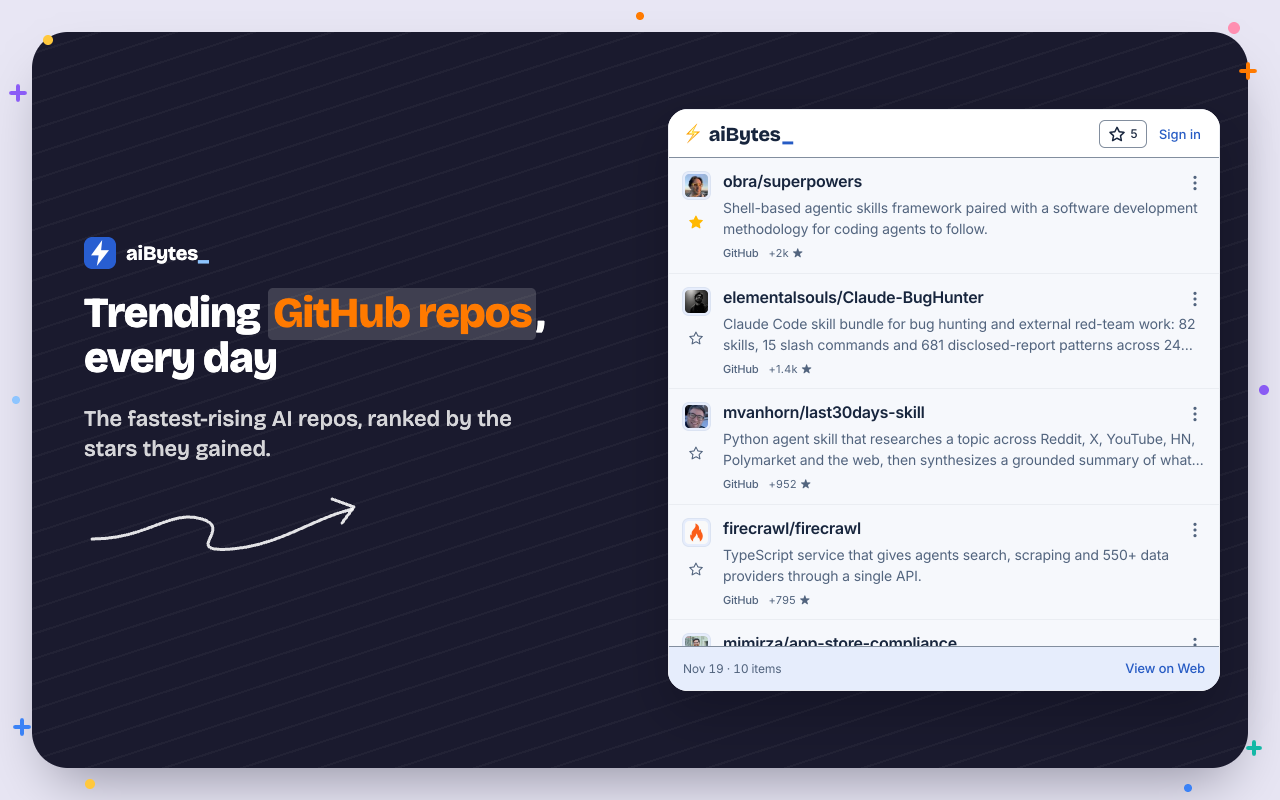 aiBytes_
Trending GitHub repos,
every day
The fastest-rising AI repos, ranked by the
stars they gained.
aiBytes_
5
Sign in
obra/superpowers
Shell-based agentic skills framework paired with a software development
methodology for coding agents to follow.
GitHub +2k ★
elementalsouls/Claude-BugHunter
Claude Code skill bundle for bug hunting and external red-team work: 82
skills, 15 slash commands and 681 disclosed-report patterns across 24...
GitHub +1.4k ★
mvanhorn/last30days-skill
Python agent skill that researches a topic across Reddit, X, YouTube, HN,
Polymarket and the web, then synthesizes a grounded summary of what...
GitHub +952 ★
firecrawl/firecrawl
TypeScript service that gives agents search, scraping and 550+ data
providers through a single API.
GitHub +795 ★
mimirza/app-store-compliance
Nov 19 · 10 items
View on Web